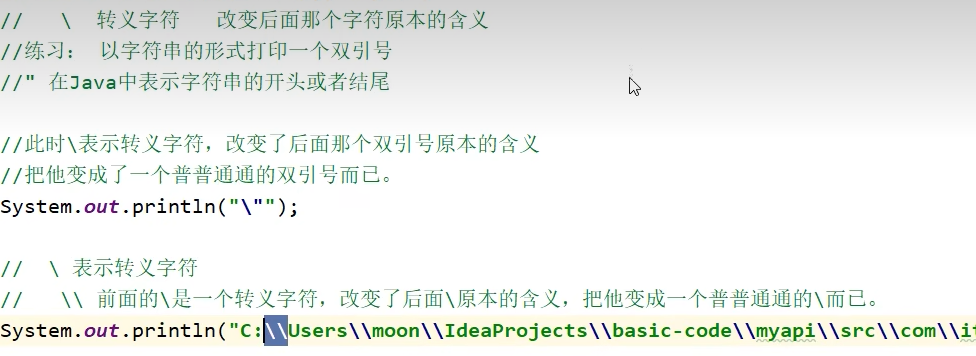 //   \  转义字符   改变后面那个字符原本的含义
//练习： 以字符串的形式打印一个双引号
//" 在Java中表示字符串的开头或者结尾
//此时\表示转义字符，改变了后面那个双引号原本的含义
//把他变成了一个普普通通的双引号而已。
System.out.println("\"");
//  \ 表示转义字符
//   \\ 前面的\是一个转义字符，改变了后面\原本的含义，把他变成一个普普通通的\而已。
System.out.println("C:\\Users\\moon\\IdeaProjects\\basic-code\\myapi\\src\\com\\